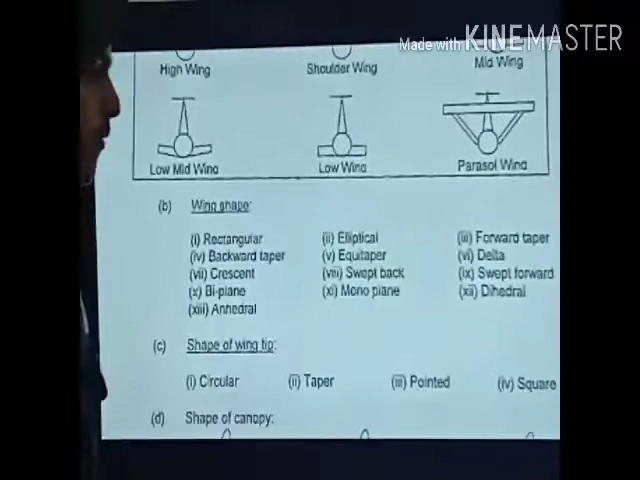 Made with KINEMASTER
High Wing Shoulder Wing Mid Wing
Low Mid Wing Low Wing Parasol Wing
(b) Wing shape:
(i) Rectangular (ii) Elliptical (iii) Forward taper
(iv) Backward taper (v) Equitaper (vi) Delta
(vii) Crescent (viii) Swept back (ix) Swept forward
(x) Bi-plane (xi) Mono plane (xii) Dihedral
(xiii) Anhedral
(c) Shape of wing tip:
(i) Circular (ii) Taper (iii) Pointed (iv) Square
(d) Shape of canopy: